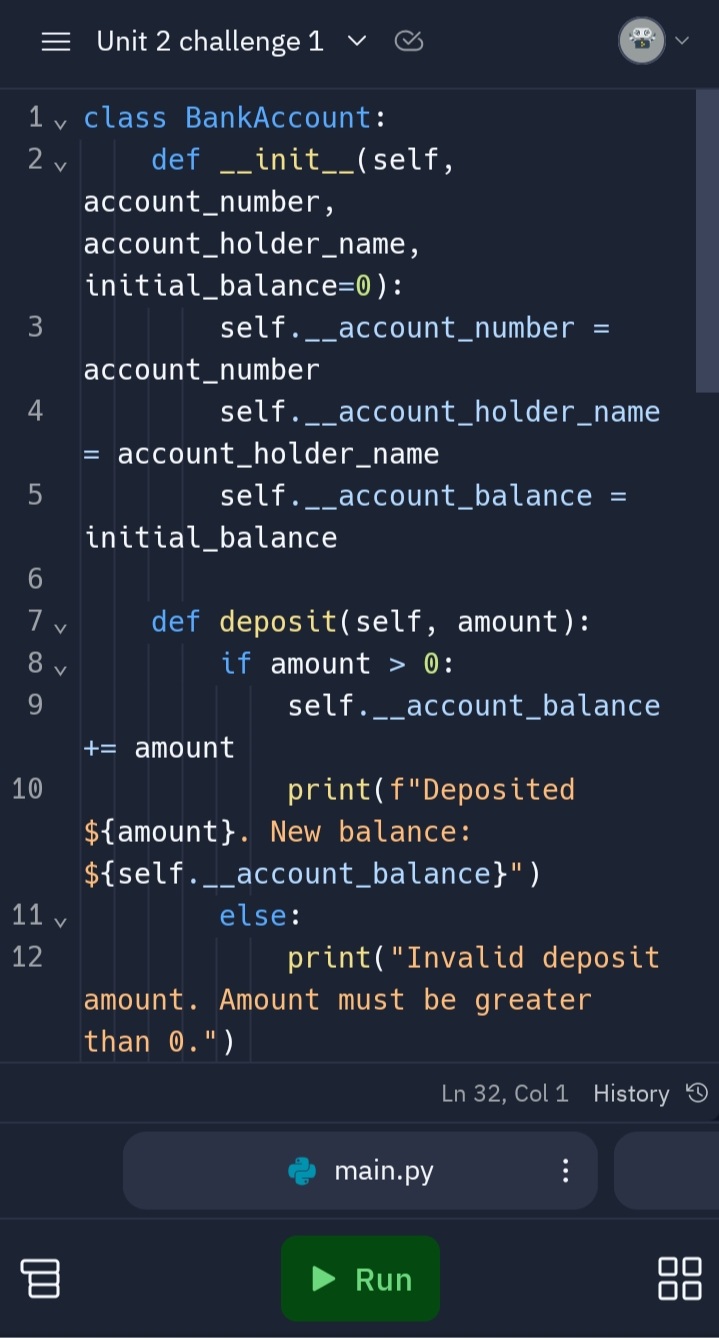 Unit 2 challenge 1
1 class BankAccount:
2     def __init__(self,
account_number,
account_holder_name,
initial_balance=0):
3         self.__account_number =
account_number
4         self.__account_holder_name
= account_holder_name
5         self.__account_balance =
initial_balance
6
7     def deposit(self, amount):
8         if amount > 0:
9             self.__account_balance
+= amount
10             print(f"Deposited
${amount}. New balance:
${self.__account_balance}")
11         else:
12             print("Invalid deposit
amount. Amount must be greater
than 0.")
Ln 32, Col 1 History
main.py
Run